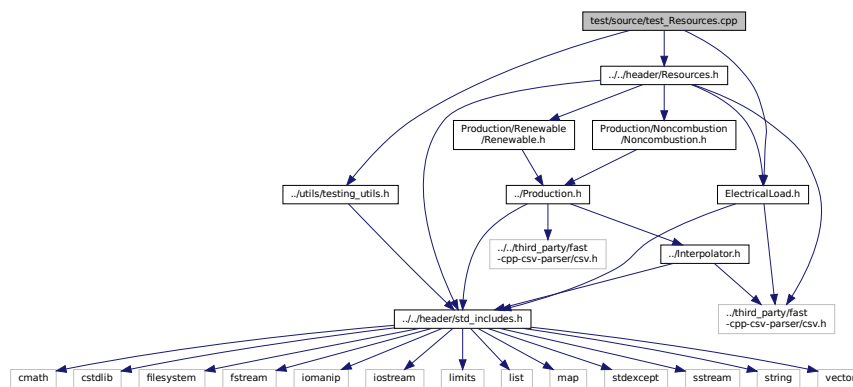 test/source/test_Resources.cpp
../../header/Resources.h
Production/Renewable
/Renewable.h
Production/Noncombustion
/Noncombustion.h
../utils/testing_utils.h
../Production.h
ElectricalLoad.h
../../third_party/fast
-cpp-csv-parser/csv.h
../Interpolator.h
../../header/std_includes.h
../third_party/fast
-cpp-csv-parser/csv.h
cmath
cstdlib
filesystem
fstream
iomanip
iostream
limits
list
map
stdexcept
sstream
string
vector